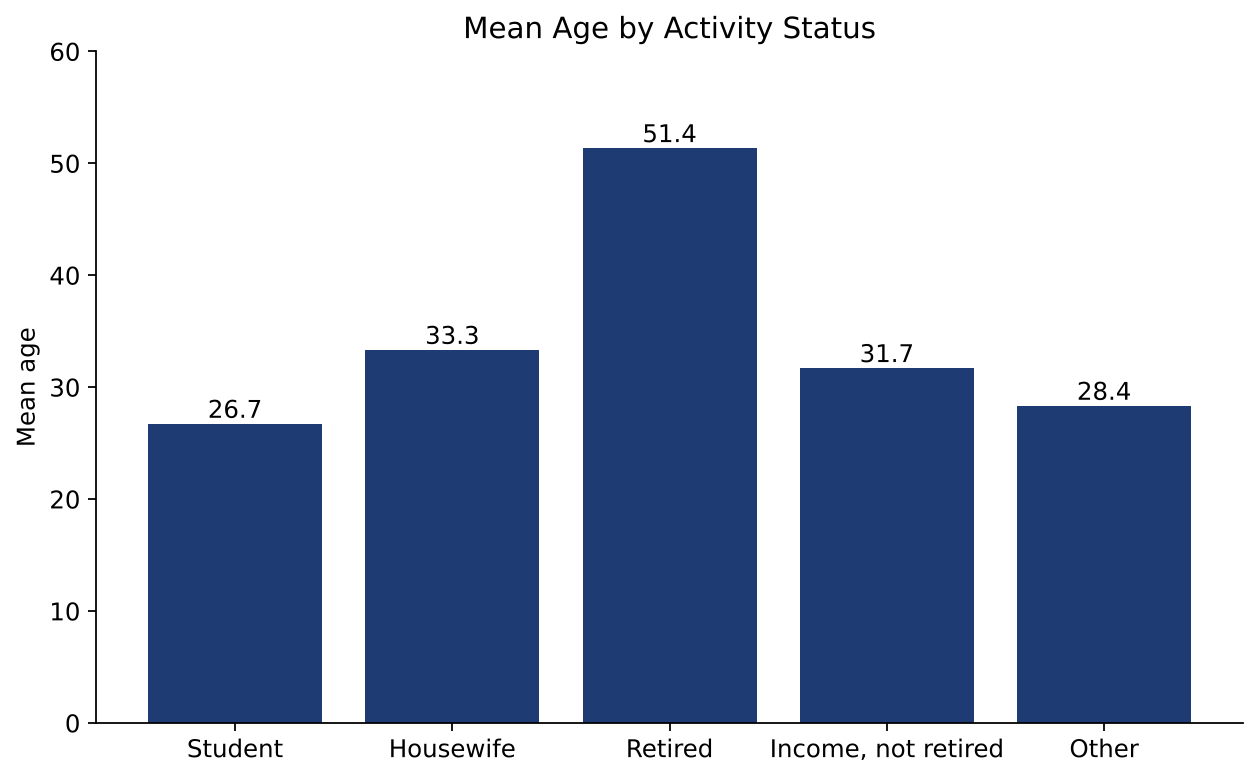 Mean Age by Activity Status
Mean age
60
50
40
30
20
10
0
26.7
33.3
51.4
31.7
28.4
Student
Housewife
Retired
Income, not retired
Other